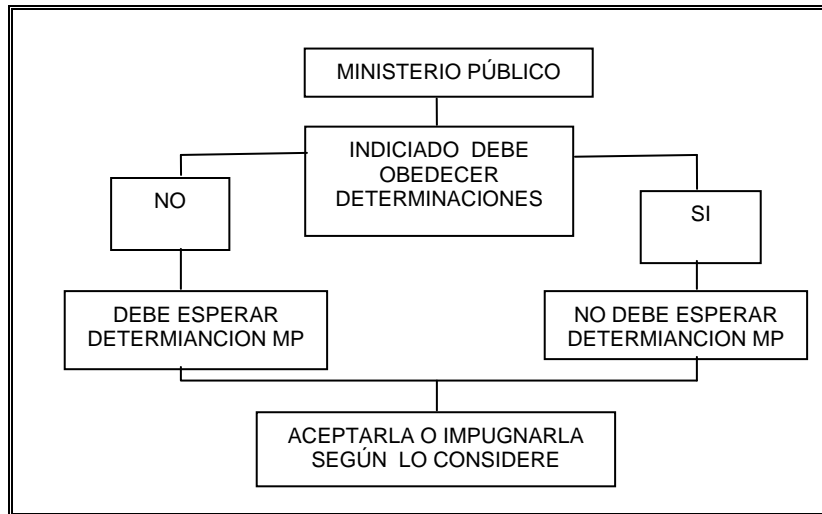 MINISTERIO PÚBLICO
INDICIADO DEBE
OBEDECER
DETERMINACIONES
NO
SI
DEBE ESPERAR
DETERMIANCION MP
NO DEBE ESPERAR
DETERMIANCION MP
ACEPTARLA O IMPUGNARLA
SEGÚN LO CONSIDERE